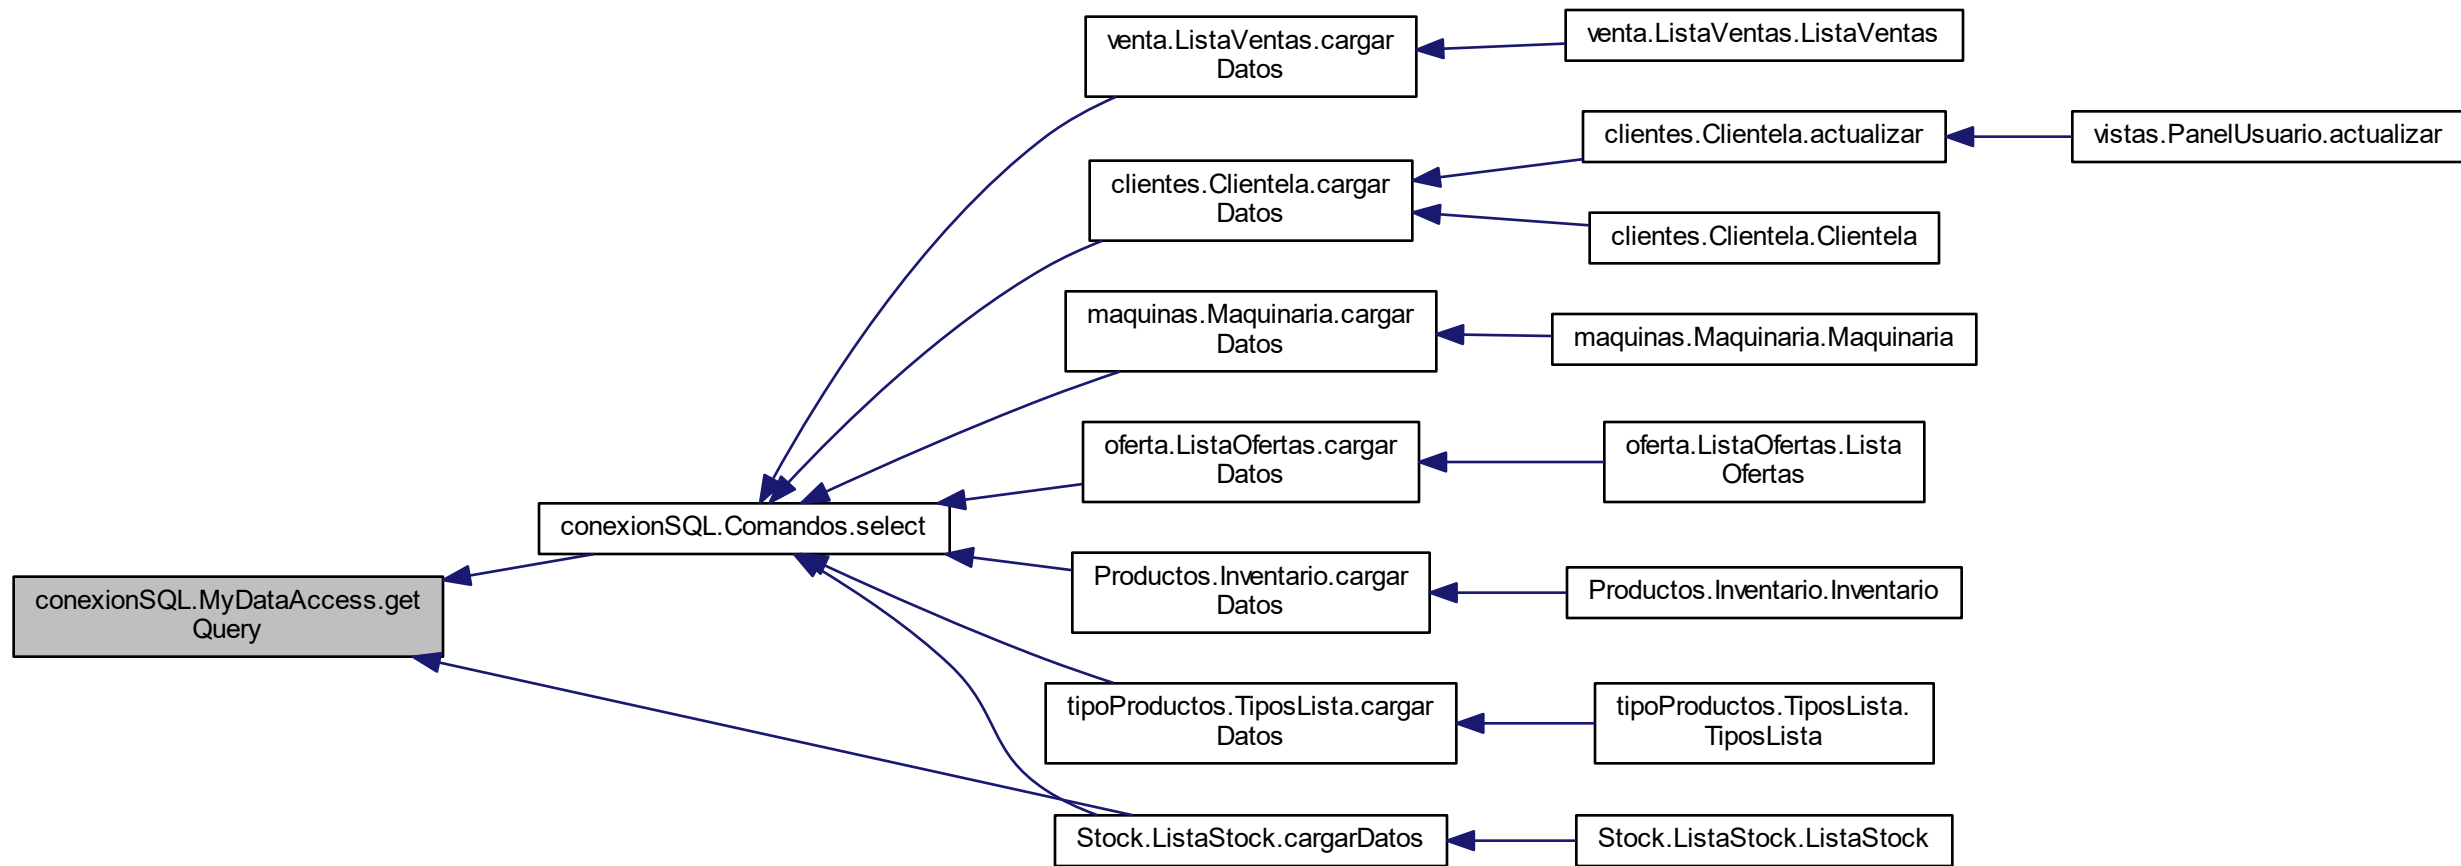 venta.ListaVentas.cargar
Datos
venta.ListaVentas.ListaVentas
clientes.Clientela.actualizar
vistas.PanelUsuario.actualizar
clientes.Clientela.cargar
Datos
clientes.Clientela.Clientela
maquinas.Maquinaria.cargar
Datos
maquinas.Maquinaria.Maquinaria
oferta.ListaOfertas.cargar
Datos
oferta.ListaOfertas.Lista
Ofertas
conexionSQL.Comandos.select
Productos.Inventario.cargar
Datos
Productos.Inventario.Inventario
conexionSQL.MyDataAccess.get
Query
tipoProductos.TiposLista.cargar
Datos
tipoProductos.TiposLista.
TiposLista
Stock.ListaStock.cargarDatos
Stock.ListaStock.ListaStock